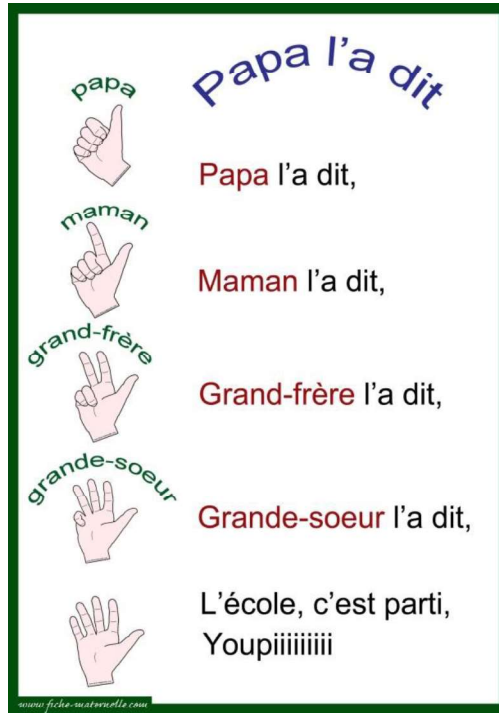 Papa l'a dit
papa
Papa l'a dit,
maman
Maman l'a dit,
grand-frère
Grand-frère l'a dit,
grande-soeur
Grande-soeur l'a dit,
L'école, c'est parti,
Youpiiiiiiiiii
www.fiche-maternelle.com